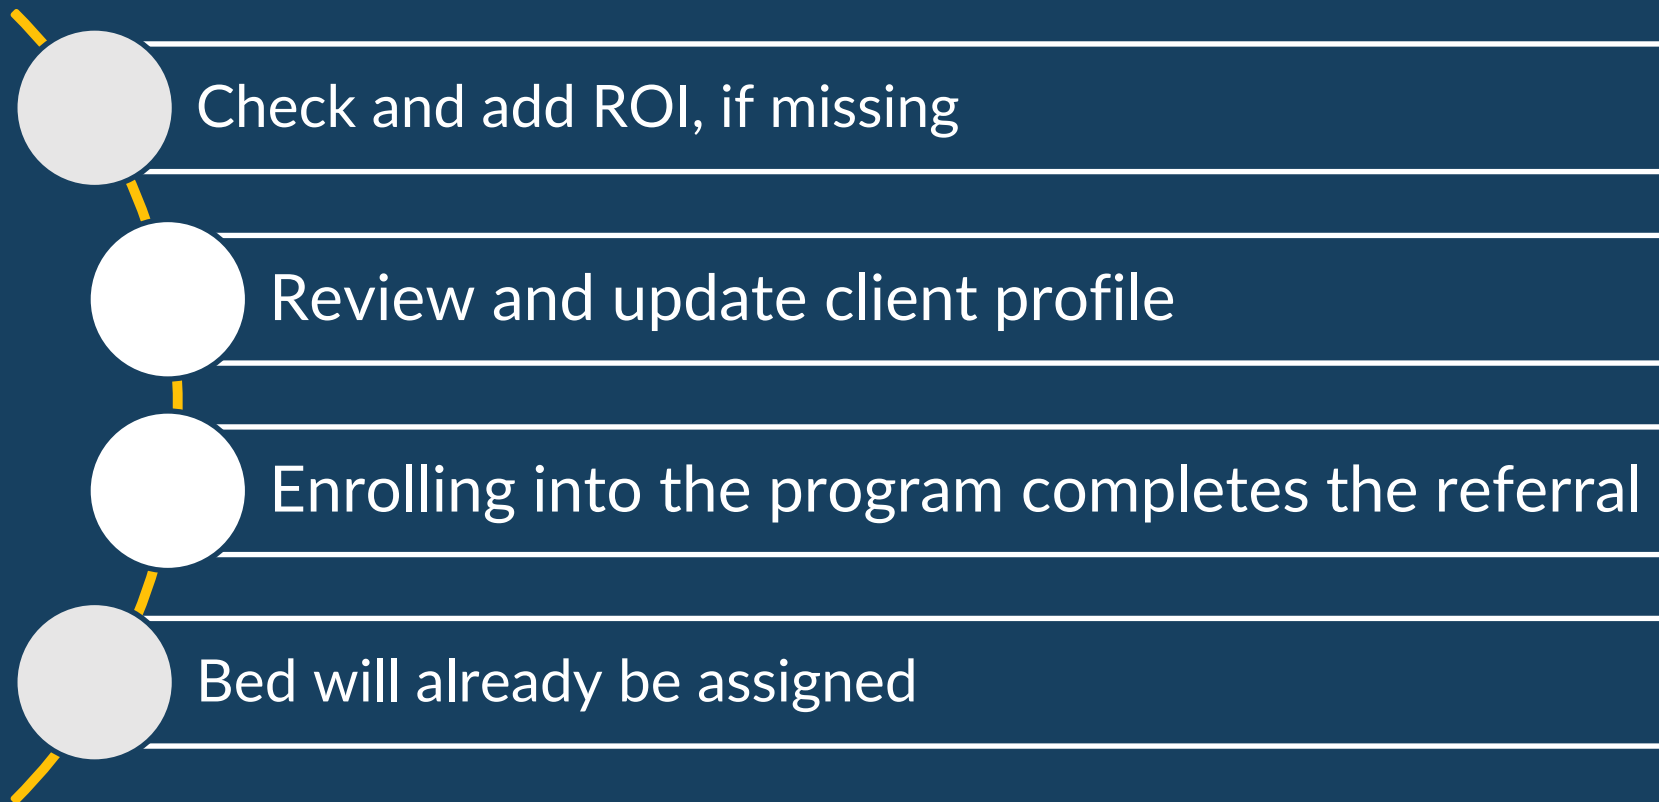 Check and add ROI, if missing
Review and update client profile
Enrolling into the program completes the referral
Bed will already be assigned